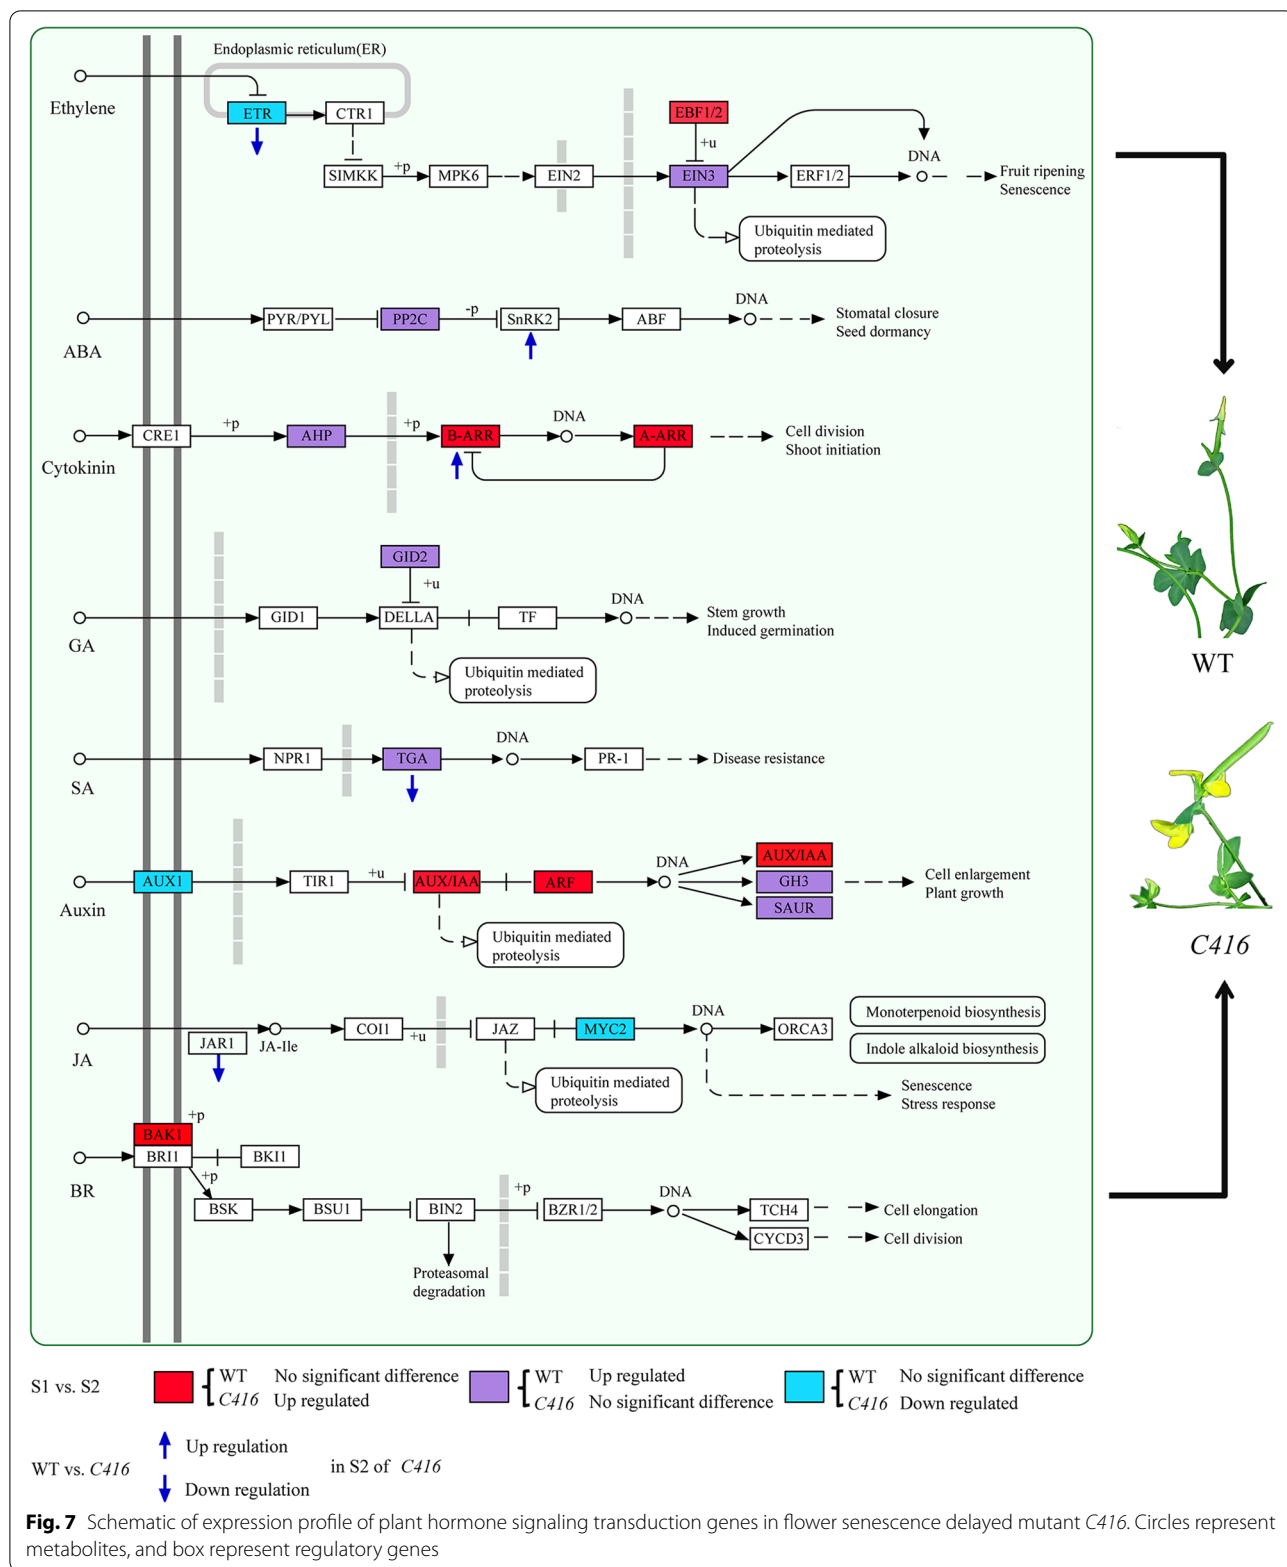 Endoplasmic reticulum(ER)
Ethylene
ETR
CTR1
EBF1/2
+u
DNA
SIMKK
+p
MPK6
EIN2
EIN3
ERF1/2
Fruit ripening
Senescence
Ubiquitin mediated
proteolysis
DNA
ABA
PYR/PYL
PP2C
-p
SnRK2
ABF
Stomatal closure
Seed dormancy
DNA
Cytokinin
CRE1
+p
AHP
+p
B-ARR
A-ARR
Cell division
Shoot initiation
GID2
+u
DNA
GA
GID1
DELLA
TF
Stem growth
Induced germination
Ubiquitin mediated
proteolysis
DNA
SA
NPR1
TGA
PR-1
Disease resistance
DNA
Auxin
AUX1
TIR1
+u
AUX/IAA
ARF
AUX/IAA
GH3
SAUR
Cell enlargement
Plant growth
Ubiquitin mediated
proteolysis
DNA
JA
JAR1
JA-Ile
COI1
+u
JAZ
MYC2
ORCA3
Monoterpenoid biosynthesis
Indole alkaloid biosynthesis
Ubiquitin mediated
proteolysis
Senescence
Stress response
+p
BAK1
BR
BRI1
BKI1
+p
BSK
BSU1
BIN2
+p
BZR1/2
DNA
TCH4
Cell elongation
CYCD3
Cell division
Proteasomal
degradation
WT
C416
S1 vs. S2
WT No significant difference
C416 Up regulated
WT Up regulated
C416 No significant difference
WT No significant difference
C416 Down regulated
WT vs. C416
Up regulation
Down regulation
in S2 of C416
Fig. 7 Schematic of expression profile of plant hormone signaling transduction genes in flower senescence delayed mutant C416. Circles represent
metabolites, and box represent regulatory genes